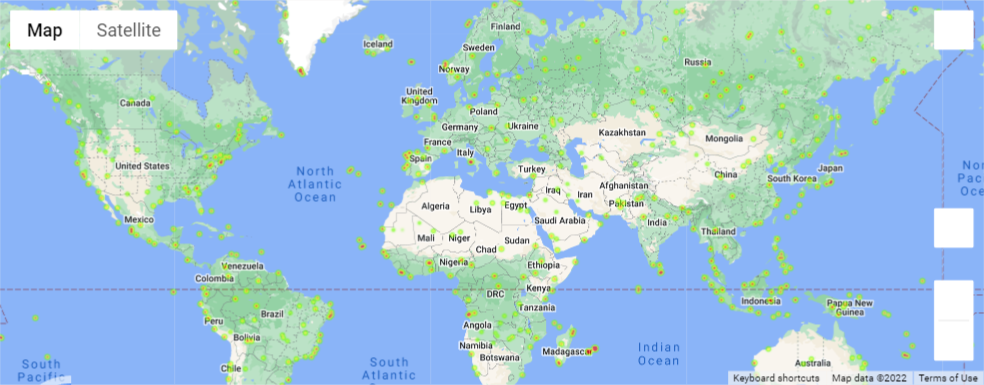 Map Satellite
Iceland
Finland
Sweden
Norway
Russia
Canada
United
Kingdom
Poland
Germany
Ukraine
Kazakhstan
Mongolia
France
Italy
Spain
United States
Turkey
China
Japan
South Korea
North
Atlantic
Ocean
Afghanistan
Iraq
Iran
Pakistan
Algeria
Libya
Egypt
Saudi Arabia
India
Mexico
Mali
Niger
Chad
Sudan
Thailand
Nigeria
Ethiopia
Venezuela
Colombia
Kenya
DRC
Indonesia
Papua New
Guinea
Tanzania
Peru
Brazil
Angola
Bolivia
Namibia
Botswana
Madagascar
Indian
Ocean
Chile
Australia
South
Pacific
South
Atlantic
Nor
Pac
Oce
Keyboard shortcuts Map data ©2022 Terms of Use